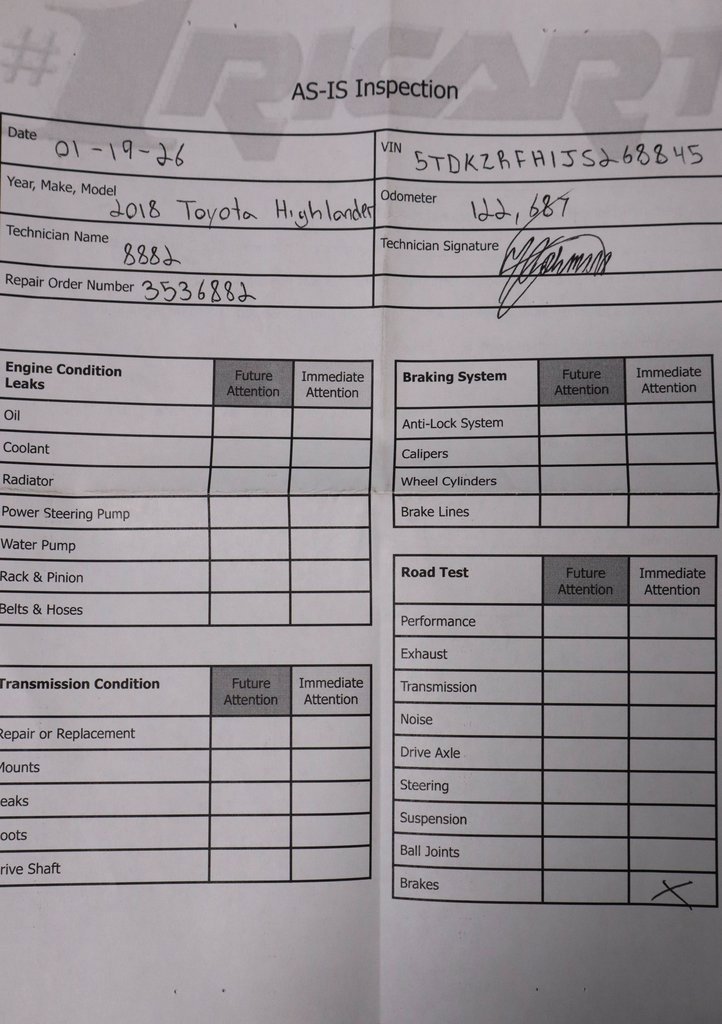 #1 RICART
AS-IS Inspection
Date 01-19-26
VIN 5TDKZRFH1JS268845
Year, Make, Model 2018 Toyota Highlander
Odometer 122,687
Technician Name 8882
Technician Signature
Repair Order Number 3536882
Engine Condition Leaks Future Attention Immediate Attention
Oil
Coolant
Radiator
Power Steering Pump
Water Pump
Rack & Pinion
Belts & Hoses
Transmission Condition Future Attention Immediate Attention
Repair or Replacement
Mounts
eaks
oots
rive Shaft
Braking System Future Attention Immediate Attention
Anti-Lock System
Calipers
Wheel Cylinders
Brake Lines
Road Test Future Attention Immediate Attention
Performance
Exhaust
Transmission
Noise
Drive Axle
Steering
Suspension
Ball Joints
Brakes X